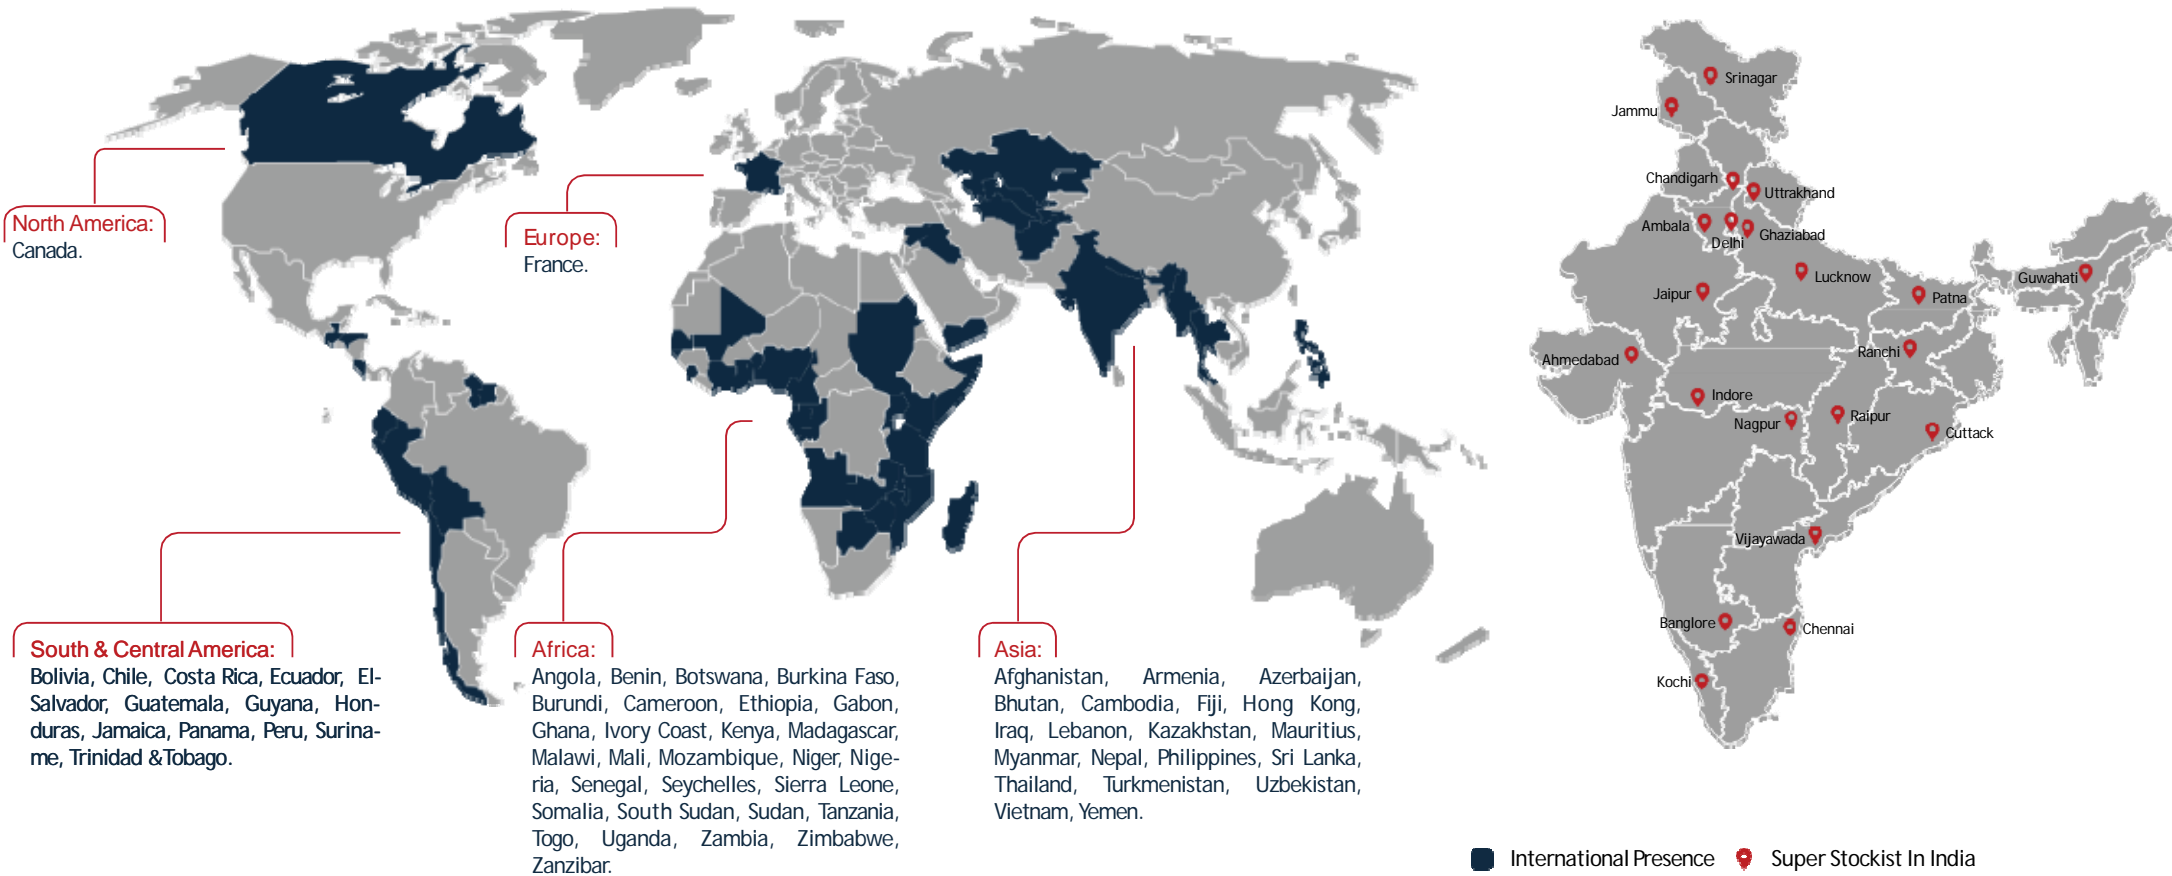 North America:
Canada.
Europe:
France.
South & Central America:
Bolivia, Chile, Costa Rica, Ecuador, El-
Salvador, Guatemala, Guyana, Hon-
duras, Jamaica, Panama, Peru, Surina-
me, Trinidad &Tobago.
Africa:
Angola, Benin, Botswana, Burkina Faso,
Burundi, Cameroon, Ethiopia, Gabon,
Ghana, Ivory Coast, Kenya, Madagascar,
Malawi, Mali, Mozambique, Niger, Nige-
ria, Senegal, Seychelles, Sierra Leone,
Somalia, South Sudan, Sudan, Tanzania,
Togo, Uganda, Zambia, Zimbabwe,
Zanzibar.
Asia:
Afghanistan, Armenia, Azerbaijan,
Bhutan, Cambodia, Fiji, Hong Kong,
Iraq, Lebanon, Kazakhstan, Mauritius,
Myanmar, Nepal, Philippines, Sri Lanka,
Thailand, Turkmenistan, Uzbekistan,
Vietnam, Yemen.
Srinagar
Jammu
Chandigarh
Uttrakhand
Ambala
Delhi
Ghaziabad
Lucknow
Guwahati
Jaipur
Patna
Ahmedabad
Ranchi
Indore
Nagpur
Raipur
Cuttack
Vijayawada
Banglore
Chennai
Kochi
International Presence
Super Stockist In India